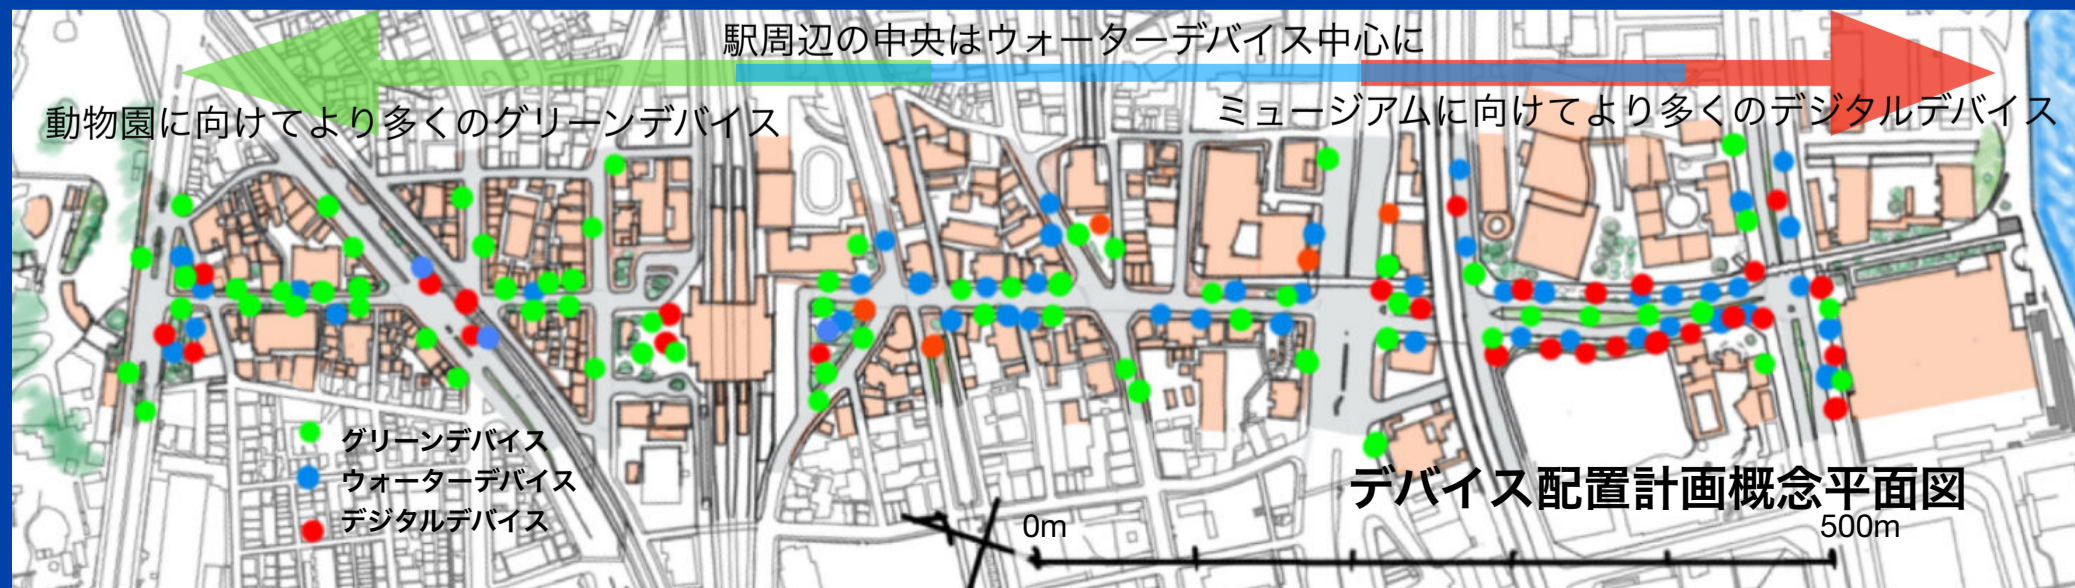 駅周辺の中央はウォーターデバイス中心に
動物園に向けてより多くのグリーンデバイス
ミュージアムに向けてより多くのデジタルデバイス
グリーンデバイス
ウォーターデバイス
デジタルデバイス
デバイス配置計画概念平面図
0m
500m